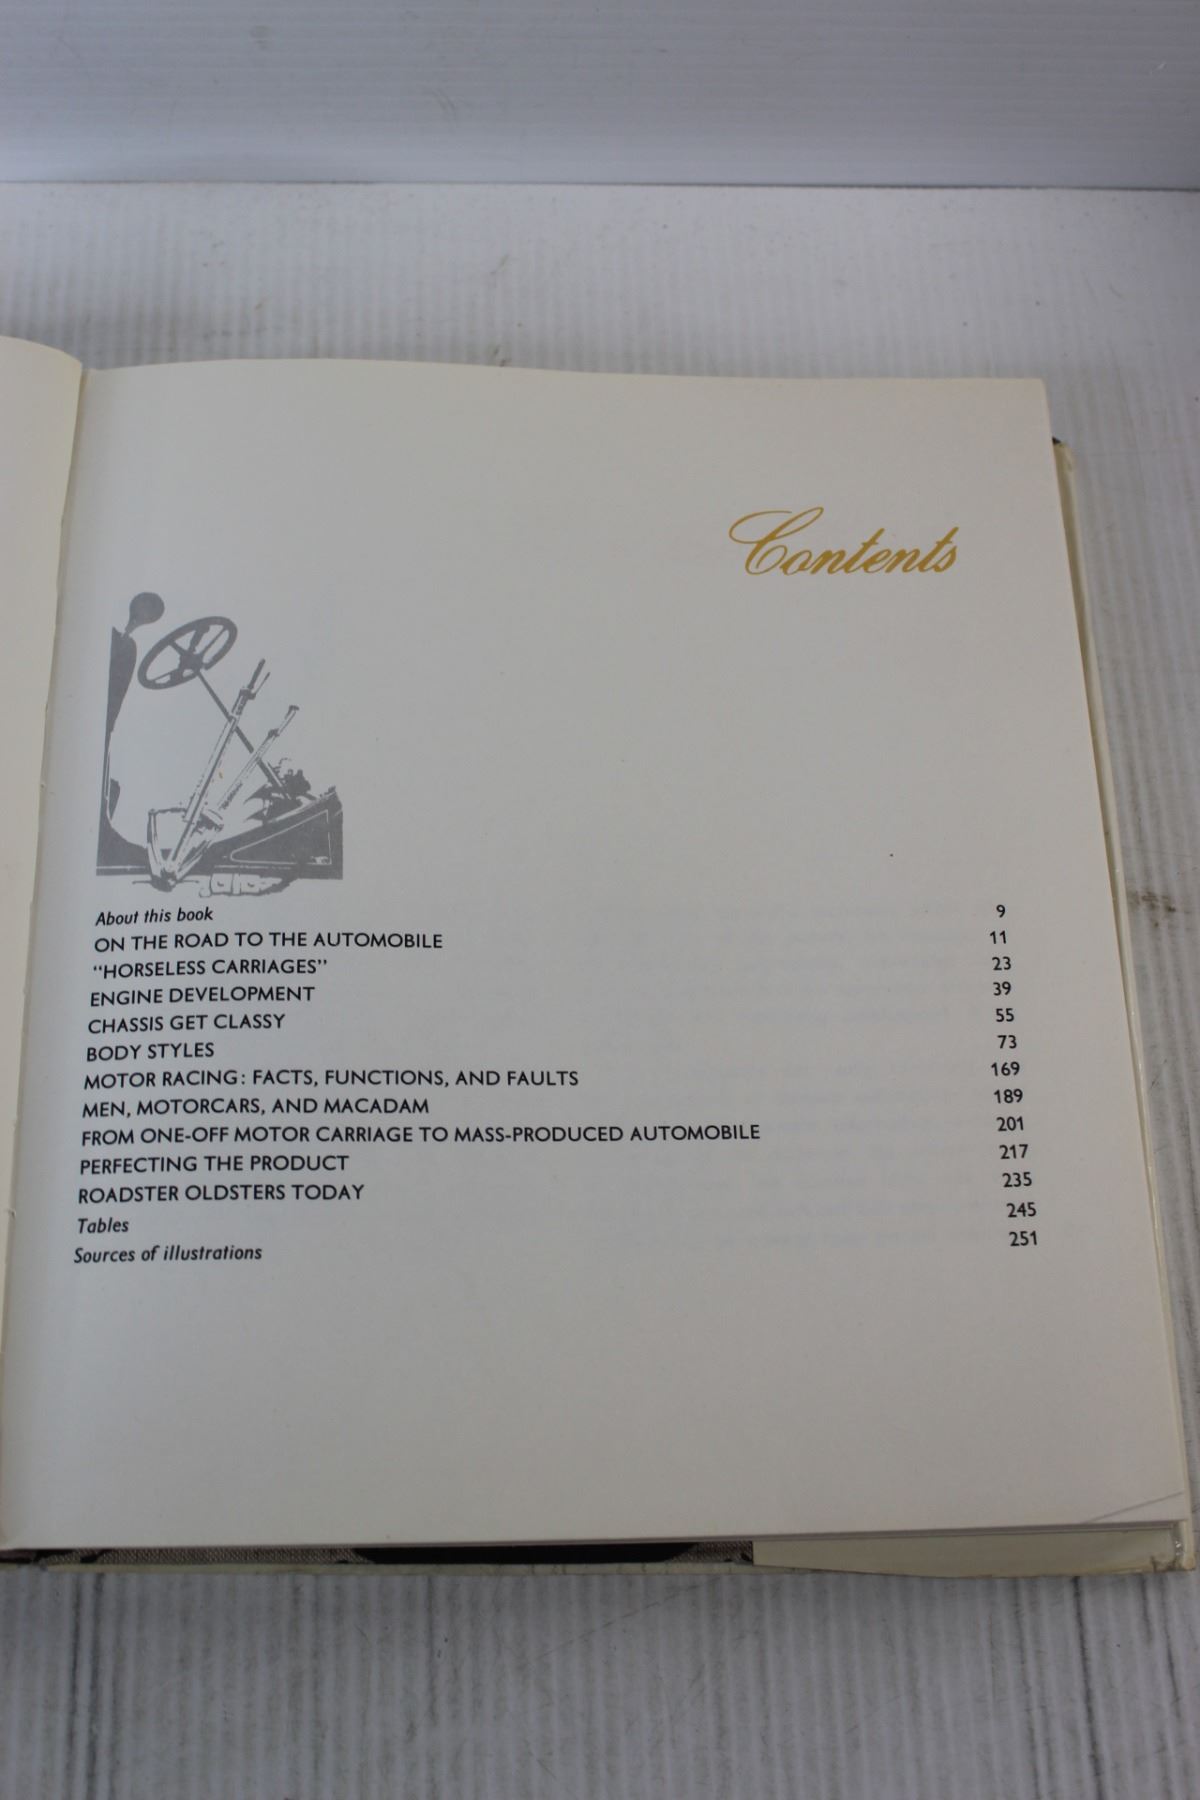 Contents
About this book 9
ON THE ROAD TO THE AUTOMOBILE 11
"HORSELESS CARRIAGES" 23
ENGINE DEVELOPMENT 39
CHASSIS GET CLASSY 55
BODY STYLES 73
MOTOR RACING: FACTS, FUNCTIONS, AND FAULTS 169
MEN, MOTORCARS, AND MACADAM 189
FROM ONE-OFF MOTOR CARRIAGE TO MASS-PRODUCED AUTOMOBILE 201
PERFECTING THE PRODUCT 217
ROADSTER OLDSTERS TODAY 235
Tables 245
Sources of illustrations 251